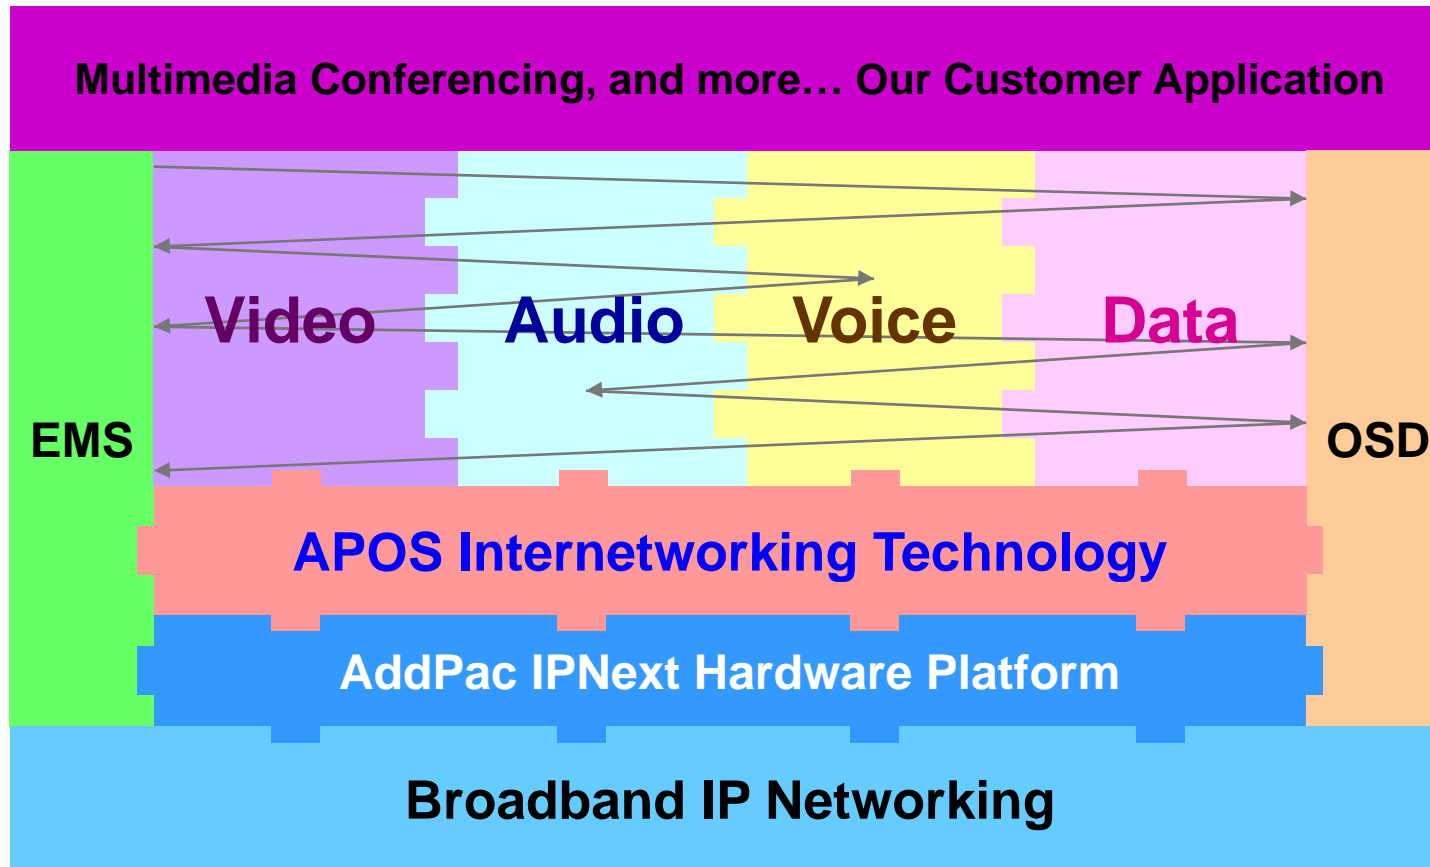 Multimedia Conferencing, and more… Our Customer Application
Video
Audio
Voice
Data
EMS
OSD
APOS Internetworking Technology
AddPac IPNext Hardware Platform
Broadband IP Networking